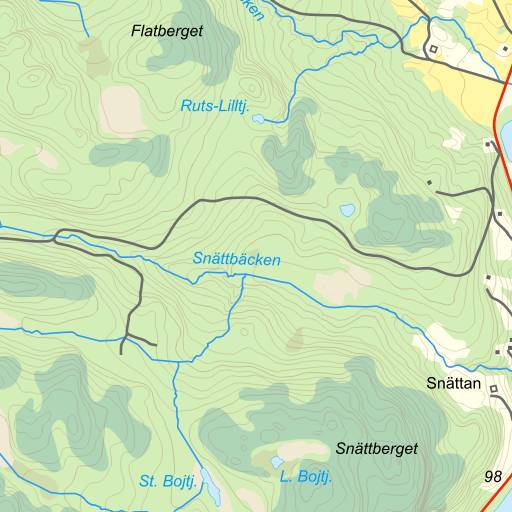 Flatberget
Ruts-Lilltj.
Snättbäcken
Snättan
Snättberget
St. Bojtj.
L. Bojtj.
98